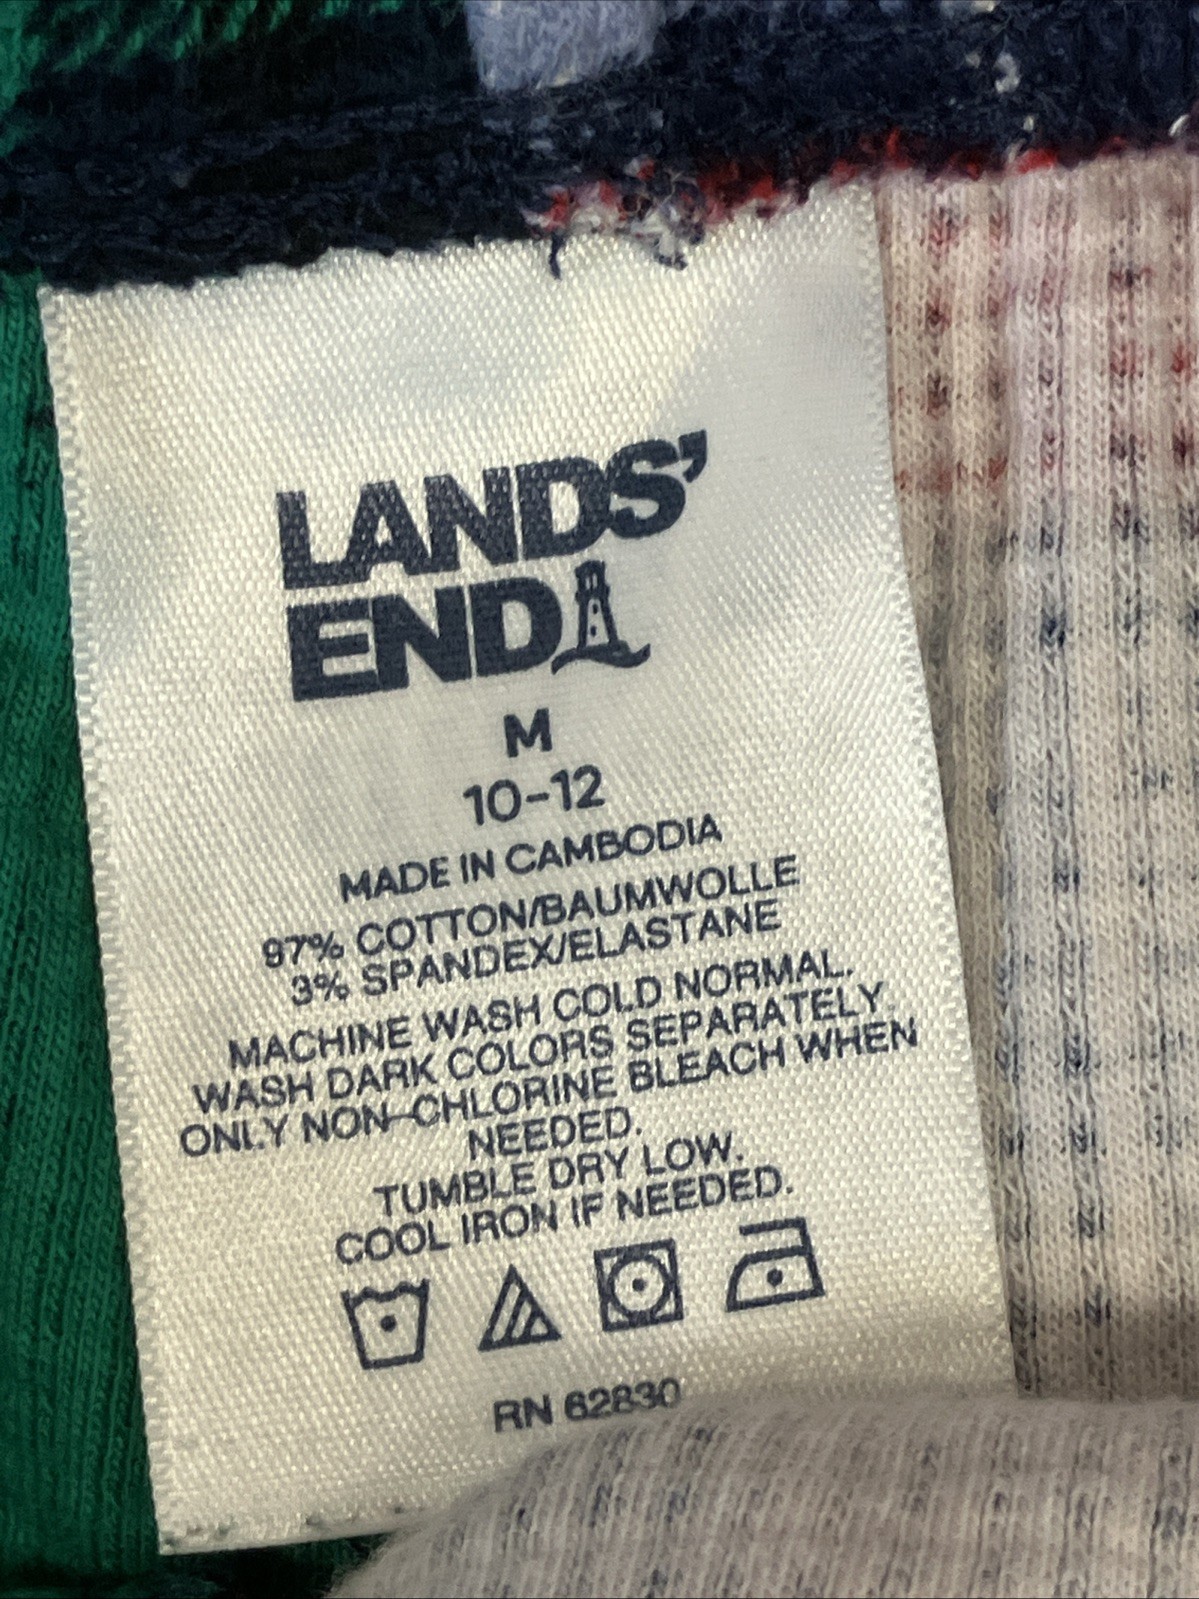 LANDS'
END
M
10-12
MADE IN CAMBODIA
97% COTTON/BAUMWOLLE
3% SPANDEX/ELASTANE
MACHINE WASH COLD NORMAL.
WASH DARK COLORS SEPARATELY.
ONLY NON-CHLORINE BLEACH WHEN
NEEDED.
TUMBLE DRY LOW.
COOL IRON IF NEEDED.
RN 62830